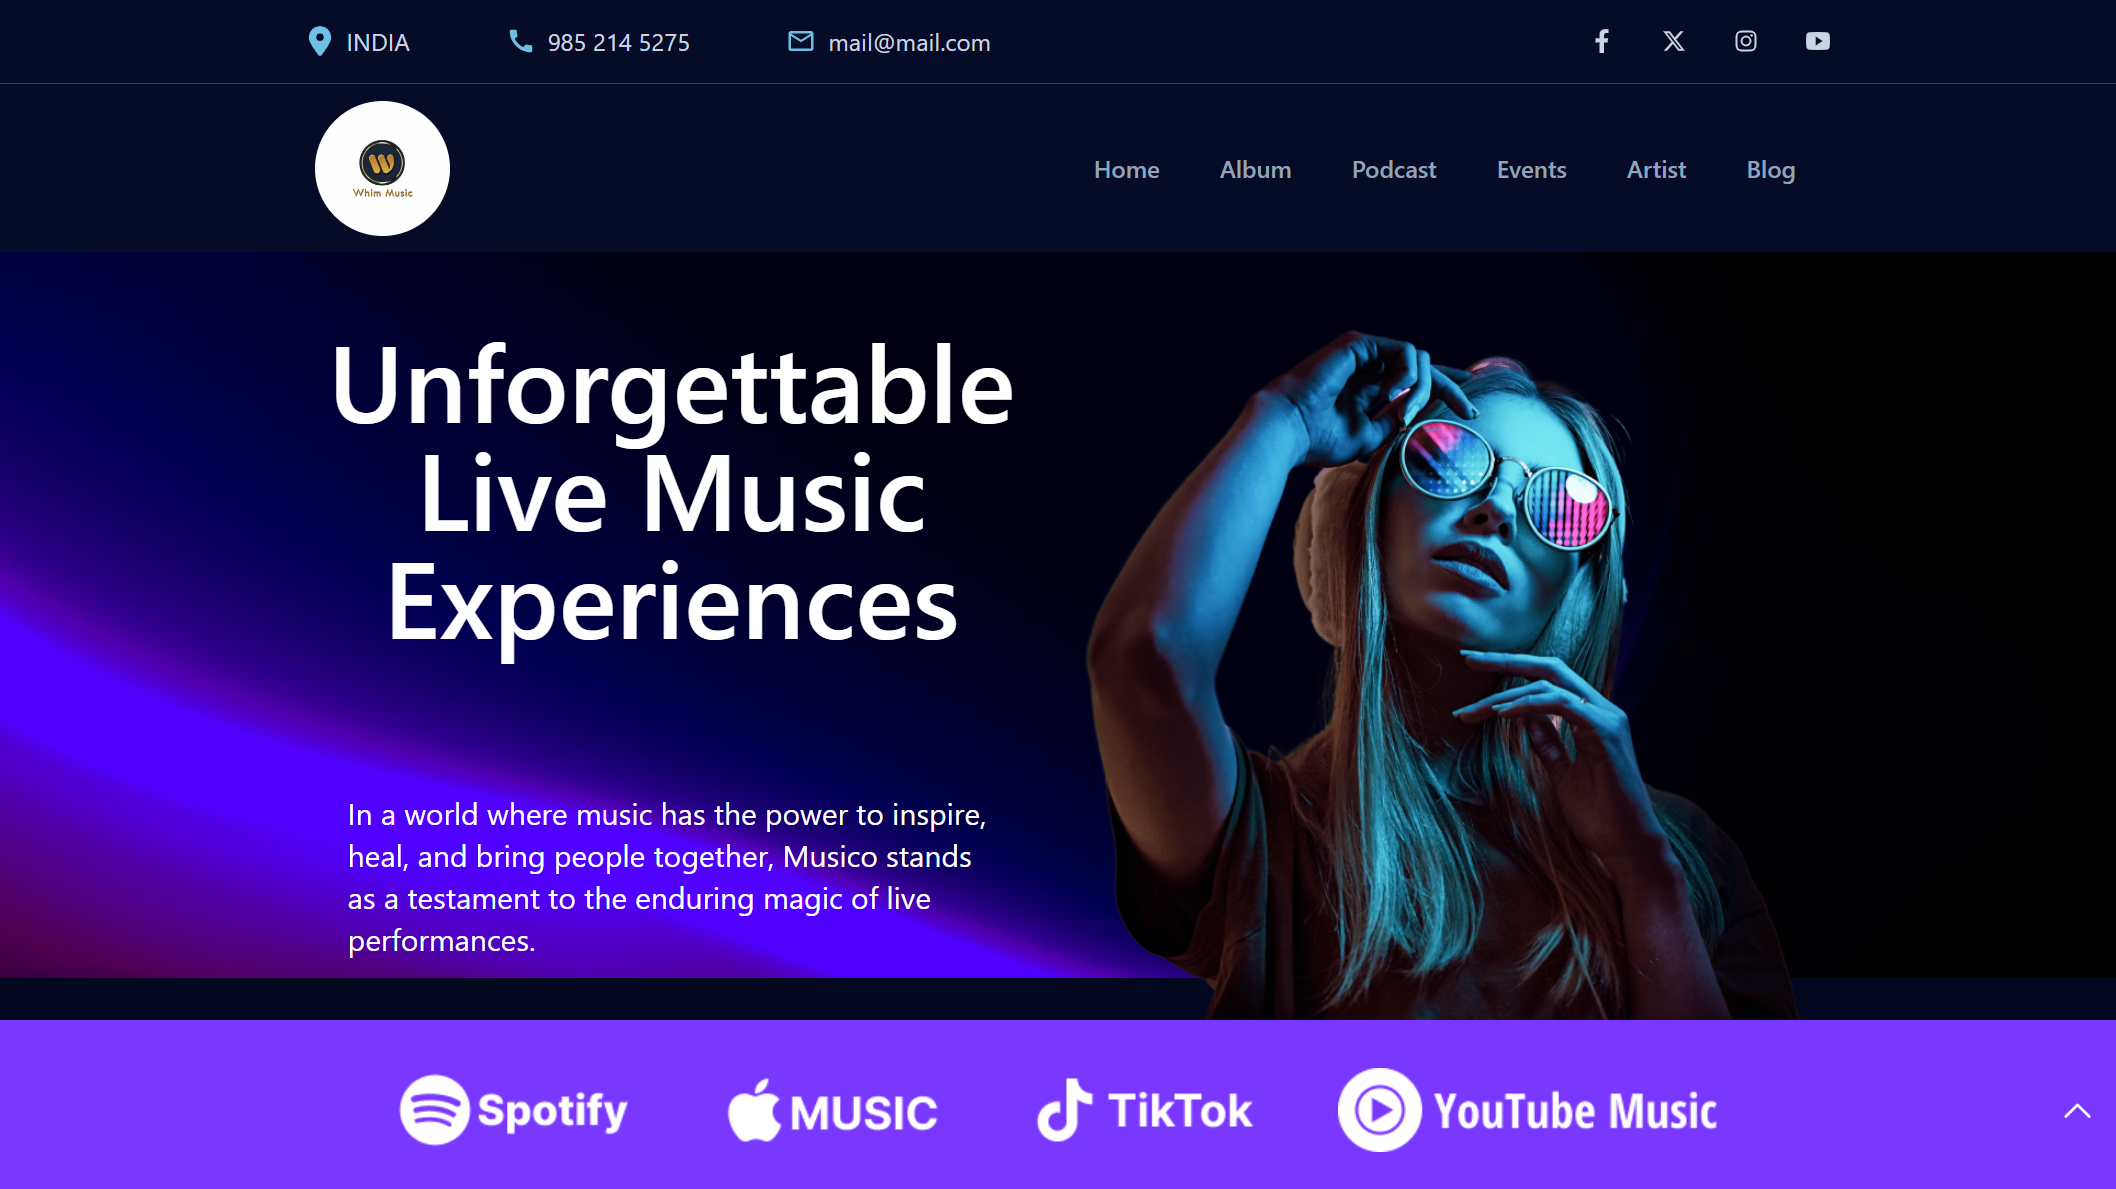 INDIA
985 214 5275
mail@mail.com
Whim Music
Home
Album
Podcast
Events
Artist
Blog
Unforgettable
Live Music
Experiences
In a world where music has the power to inspire,
heal, and bring people together, Musico stands
as a testament to the enduring magic of live
performances.
Spotify
MUSIC
TikTok
YouTube Music